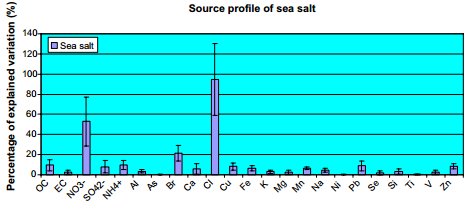 Source profile of sea salt
Percentage of explained variation (%)
140
120
100
80
60
40
20
0
Sea salt
OC EC NO3- SO42- NH4+ Al As Br Ca Cl Cu Fe K Mg Mn Na Ni Pb Se Si Ti V Zn